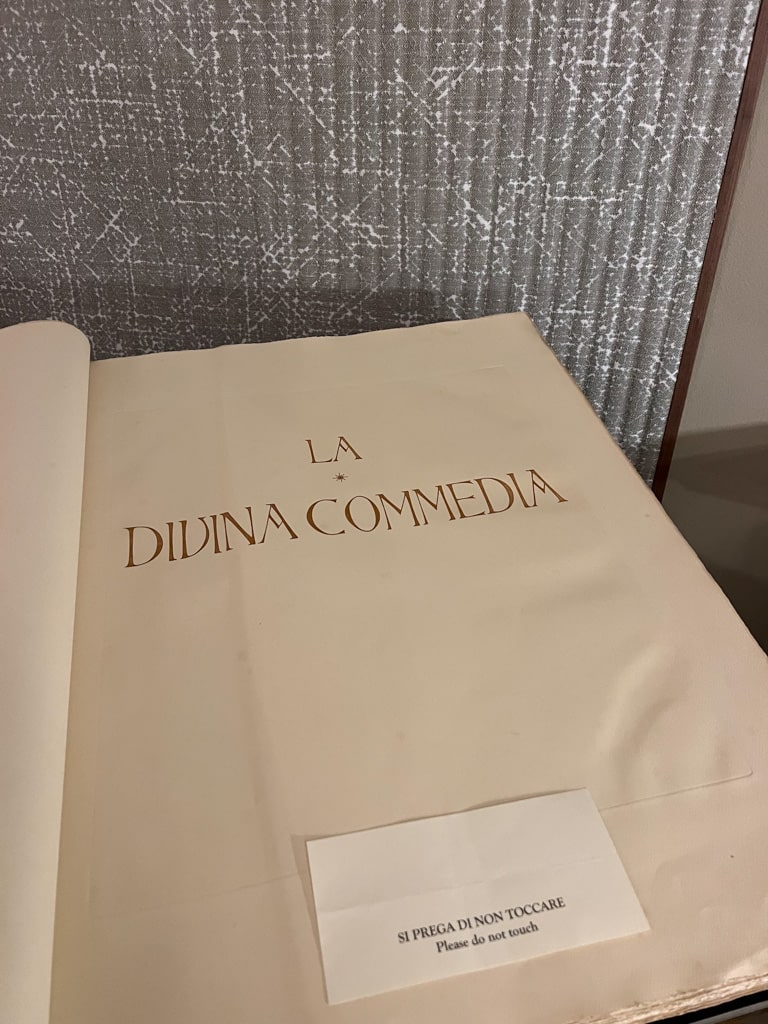 LA
DIVINA COMMEDIA
SI PREGA DI NON TOCCARE
Please do not touch